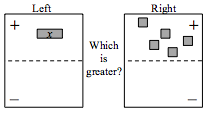 Left
Right
+
x
Which
is
greater?
+
−
−